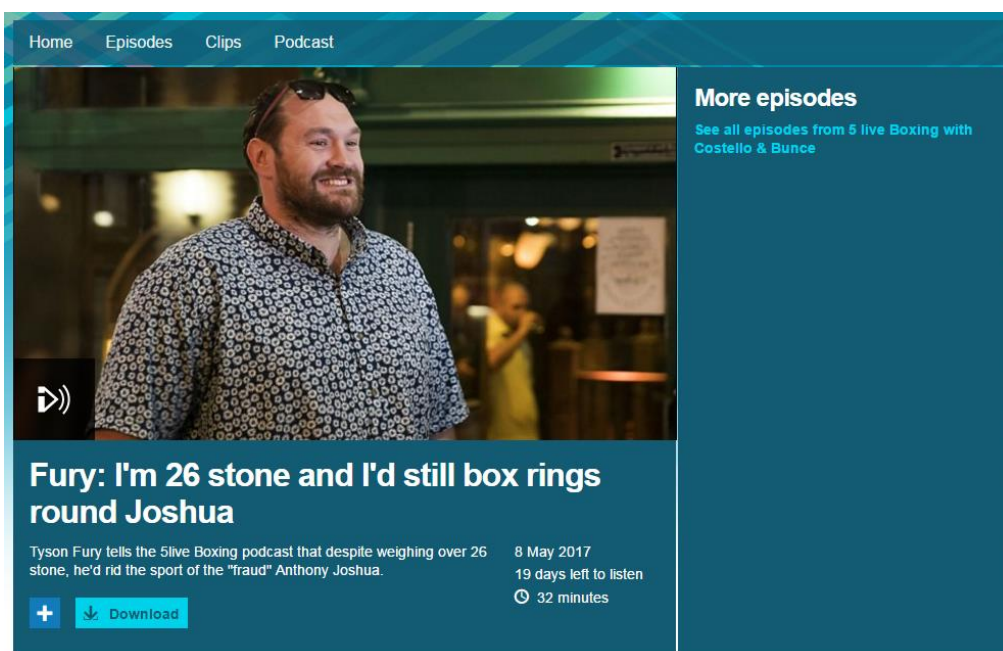 Home Episodes Clips Podcast
Fury: I'm 26 stone and I'd still box rings
round Joshua
Tyson Fury tells the 5live Boxing podcast that despite weighing over 26
stone, he'd rid the sport of the "fraud" Anthony Joshua.
Download
8 May 2017
19 days left to listen
32 minutes
More episodes
See all episodes from 5 live Boxing with
Costello & Bunce